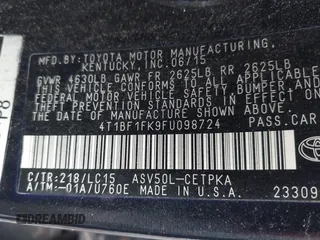 MFD. BY: TOYOTA MOTOR MANUFACTURING,
KENTUCKY, INC. 06/15
GVWR 4630LB GAWR FR 2625LB RR 2625LB
THIS VEHICLE CONFORMS TO ALL APPLICABLE
FEDERAL MOTOR VEHICLE SAFETY, BUMPER, AND
THEFT PREVENTION STANDARDS IN EFFECT ON
THE DATE OF MANUFACTURE SHOWN ABOVE.
4T1BF1FK9FU098724
PASS.CAR
C/TR:218/LC15 ASV50L-CETPKA
A/TM:-01A/U760E MADE IN U.S.A.
23309
P8
DREAMBID